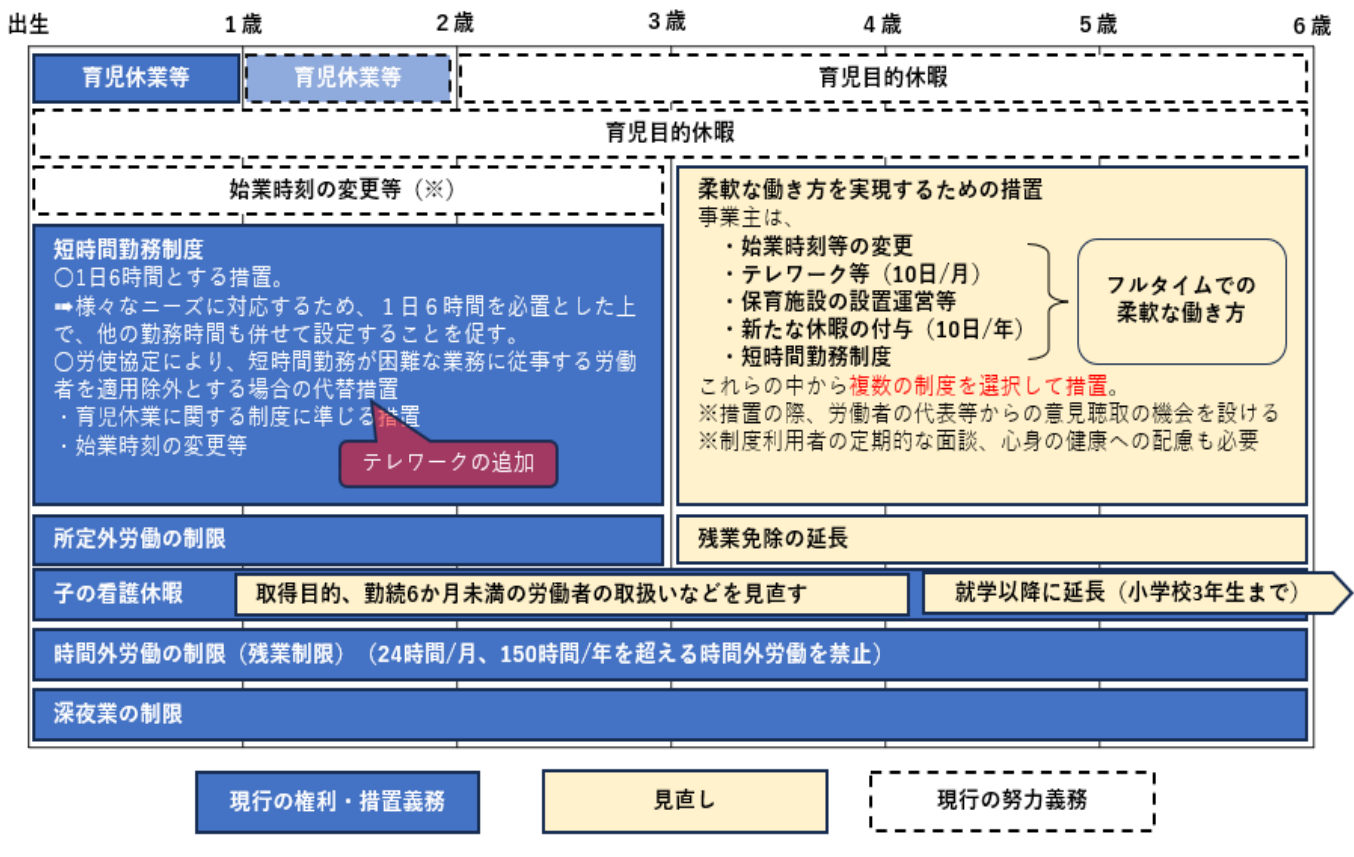 出生
1歳
2歳
3歳
4歳
5歳
6歳
育児休業等
育児休業等
育児目的休暇
育児目的休暇
始業時刻の変更等（※）
短時間勤務制度
〇1日6時間とする措置。
➡様々なニーズに対応するため、１日６時間を必置とした上
で、他の勤務時間も併せて設定することを促す。
〇労使協定により、短時間勤務が困難な業務に従事する労働
者を適用除外とする場合の代替措置
・育児休業に関する制度に準じる措置
・始業時刻の変更等
テレワークの追加
柔軟な働き方を実現するための措置
事業主は、
・始業時刻等の変更
・テレワーク等（10日/月）
・保育施設の設置運営等
・新たな休暇の付与（10日/年）
・短時間勤務制度
フルタイムでの
柔軟な働き方
これらの中から複数の制度を選択して措置。
※措置の際、労働者の代表等からの意見聴取の機会を設ける
※制度利用者の定期的な面談、心身の健康への配慮も必要
所定外労働の制限
残業免除の延長
子の看護休暇
取得目的、勤続6か月未満の労働者の取扱いなどを見直す
就学以降に延長（小学校3年生まで）
時間外労働の制限（残業制限）（24時間/月、150時間/年を超える時間外労働を禁止）
深夜業の制限
現行の権利・措置義務
見直し
現行の努力義務